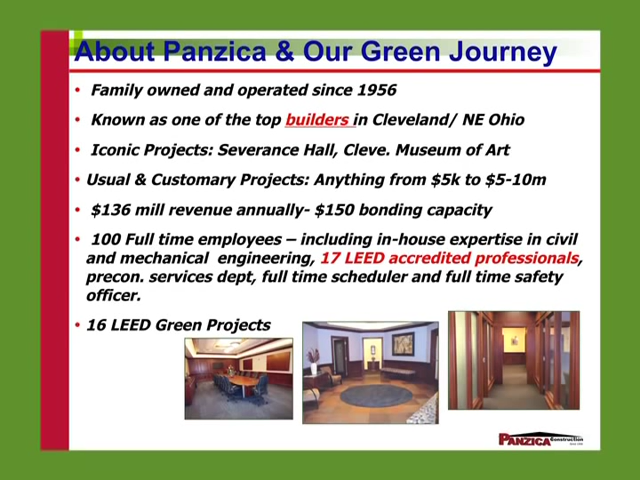 About Panzica & Our Green Journey
• Family owned and operated since 1956
• Known as one of the top builders in Cleveland/ NE Ohio
• Iconic Projects: Severance Hall, Cleve. Museum of Art
• Usual & Customary Projects: Anything from $5k to $5-10m
• $136 mill revenue annually- $150 bonding capacity
• 100 Full time employees – including in-house expertise in civil
and mechanical engineering, 17 LEED accredited professionals,
precon. services dept, full time scheduler and full time safety
officer.
• 16 LEED Green Projects
PANZICA Construction